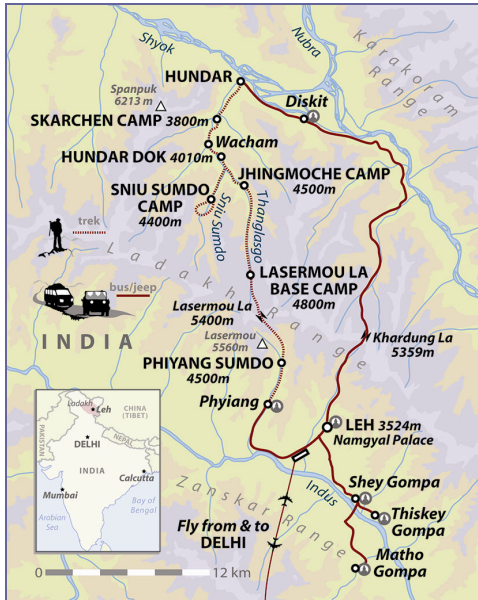 Shyok
Nubra
Karakoram
Range
HUNDAR
Spanpuk
6213 m
Diskit
SKARCHEN CAMP 3800m
Wacham
HUNDAR DOK 4010m
JHINGMOCHE CAMP
4500m
SNIU SUMDO
CAMP
4400m
Sniu Sumdo
Thanglasgo
trek
Ladakh
Range
LASERMOU LA
BASE CAMP
4800m
bus/jeep
Lasermou La
5400m
INDIA
Lasermou
5560m
Khardung La
5359m
PHIYANG SUMDO
4500m
Phyiang
LEH 3524m
Namgyal Palace
Ladakh
Leh
CHINA
(TIBET)
PAKISTAN
DELHI
NEPAL
INDIA
Calcutta
Mumbai
Arabian
Sea
Bay of
Bengal
Indus
Shey Gompa
Zanskar Range
Thiskey
Gompa
Fly from & to
DELHI
Matho
Gompa
0
12 km